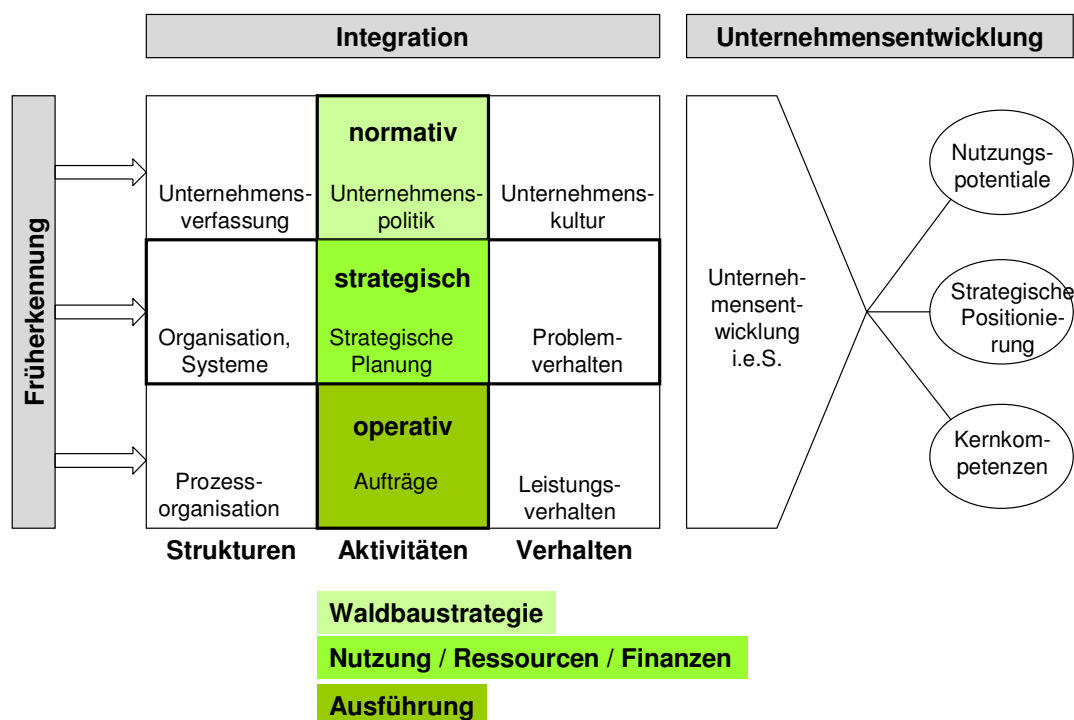 Integration
Unternehmensentwicklung
Früherkennung
normativ
Unternehmens-
verfassung
Unternehmens-
politik
Unternehmens-
kultur
strategisch
Organisation,
Systeme
Strategische
Planung
Problem-
verhalten
operativ
Prozess-
organisation
Aufträge
Leistungs-
verhalten
Strukturen
Aktivitäten
Verhalten
Unterneh-
mensent-
wicklung
i.e.S.
Nutzungs-
potentiale
Strategische
Positionie-
rung
Kernkom-
petenzen
Waldbaustrategie
Nutzung / Ressourcen / Finanzen
Ausführung